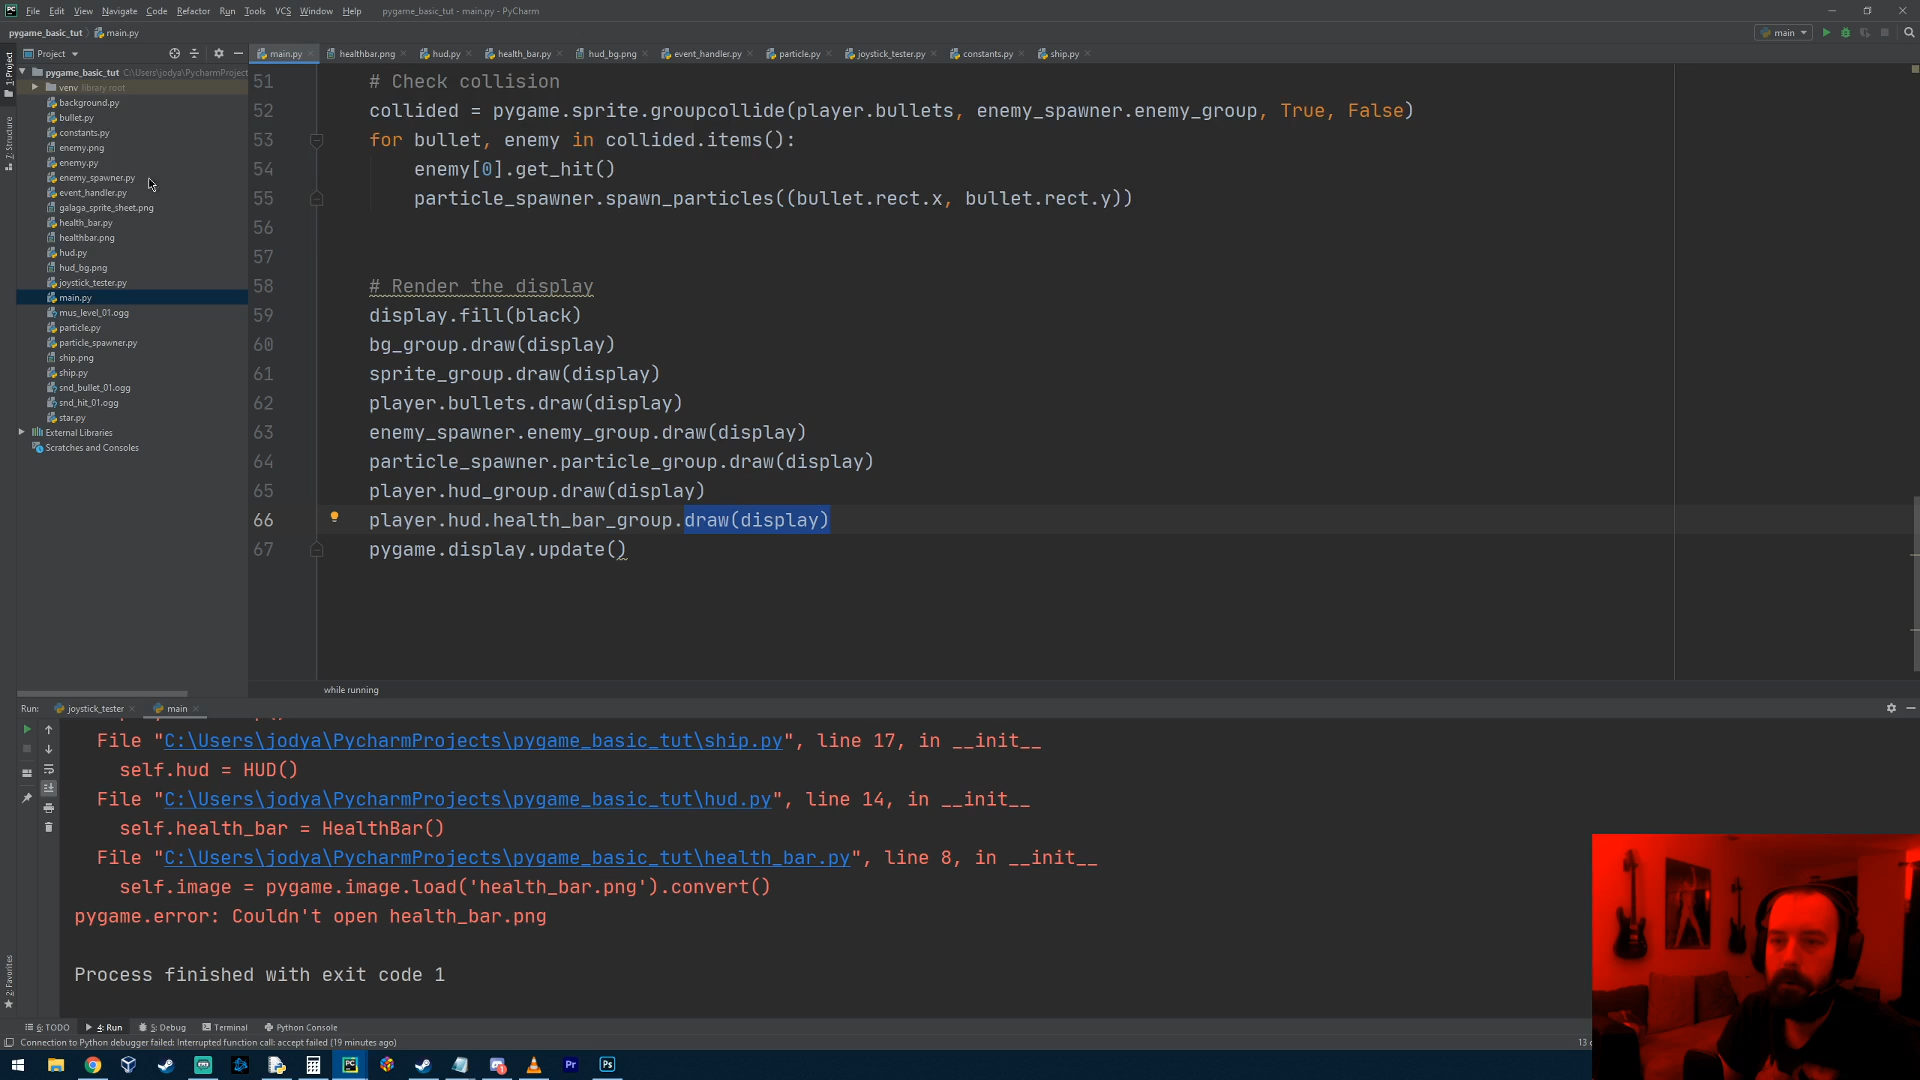 File Edit View Navigate Code Refactor Run Tools VCS Window Help pygame_basic_tut - main.py - PyCharm
pygame_basic_tut main.py main
Project main.py healthbar.png hud.py health_bar.py hud_bg.png event_handler.py particle.py joystick_tester.py constants.py ship.py
1: Project
Z: Structure
2: Favorites
pygame_basic_tut C:\Users\jodya\PycharmProject
venv library root
background.py
bullet.py
constants.py
enemy.png
enemy.py
enemy_spawner.py
event_handler.py
galaga_sprite_sheet.png
health_bar.py
healthbar.png
hud.py
hud_bg.png
joystick_tester.py
main.py
mus_level_01.ogg
particle.py
particle_spawner.py
ship.png
ship.py
snd_bullet_01.ogg
snd_hit_01.ogg
star.py
External Libraries
Scratches and Consoles
51 # Check collision
52 collided = pygame.sprite.groupcollide(player.bullets, enemy_spawner.enemy_group, True, False)
53 for bullet, enemy in collided.items():
54 enemy[0].get_hit()
55 particle_spawner.spawn_particles((bullet.rect.x, bullet.rect.y))
56
57
58 # Render the display
59 display.fill(black)
60 bg_group.draw(display)
61 sprite_group.draw(display)
62 player.bullets.draw(display)
63 enemy_spawner.enemy_group.draw(display)
64 particle_spawner.particle_group.draw(display)
65 player.hud_group.draw(display)
66 player.hud.health_bar_group.draw(display)
67 pygame.display.update()
while running
Run: joystick_tester main
File "C:\Users\jodya\PycharmProjects\pygame_basic_tut\ship.py", line 17, in __init__
self.hud = HUD()
File "C:\Users\jodya\PycharmProjects\pygame_basic_tut\hud.py", line 14, in __init__
self.health_bar = HealthBar()
File "C:\Users\jodya\PycharmProjects\pygame_basic_tut\health_bar.py", line 8, in __init__
self.image = pygame.image.load('health_bar.png').convert()
pygame.error: Couldn't open health_bar.png
Process finished with exit code 1
6: TODO 4: Run 5: Debug Terminal Python Console
Connection to Python debugger failed: Interrupted function call: accept failed (19 minutes ago)